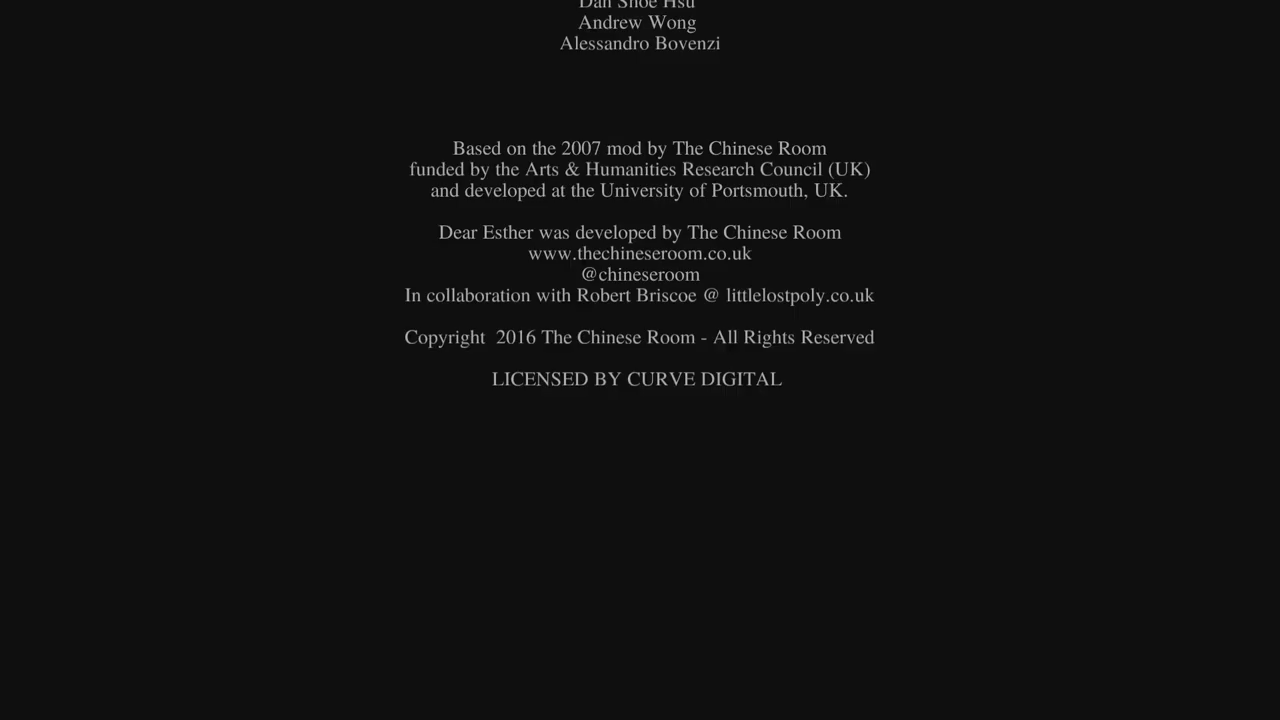 Dan Shoe Hsu
Andrew Wong
Alessandro Bovenzi
Based on the 2007 mod by The Chinese Room
funded by the Arts & Humanities Research Council (UK)
and developed at the University of Portsmouth, UK.
Dear Esther was developed by The Chinese Room
www.thechineseroom.co.uk
@chineseroom
In collaboration with Robert Briscoe @ littlelostpoly.co.uk
Copyright  2016 The Chinese Room - All Rights Reserved
LICENSED BY CURVE DIGITAL